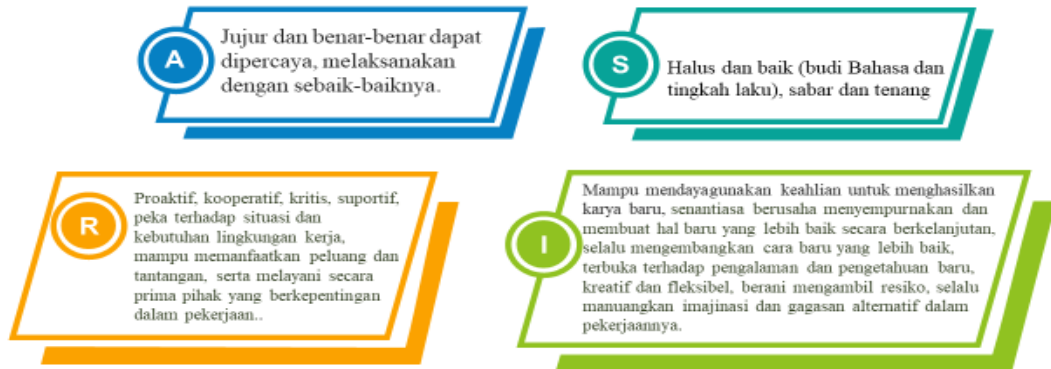 A
Jujur dan benar-benar dapat
dipercaya, melaksanakan
dengan sebaik-baiknya.
S
Halus dan baik (budi Bahasa dan
tingkah laku), sabar dan tenang
R
Proaktif, kooperatif, kritis, suportif,
peka terhadap situasi dan
kebutuhan lingkungan kerja,
mampu memanfaatkan peluang dan
tantangan, serta melayani secara
prima pihak yang berkepentingan
dalam pekerjaan..
I
Mampu mendayagunakan keahlian untuk menghasilkan
karya baru, senantiasa berusaha menyempurnakan dan
membuat hal baru yang lebih baik secara berkelanjutan,
selalu mengembangkan cara baru yang lebih baik,
terbuka terhadap pengalaman dan pengetahuan baru,
kreatif dan fleksibel, berani mengambil resiko, selalu
manuangkan imajinasi dan gagasan alternatif dalam
pekerjaannya.